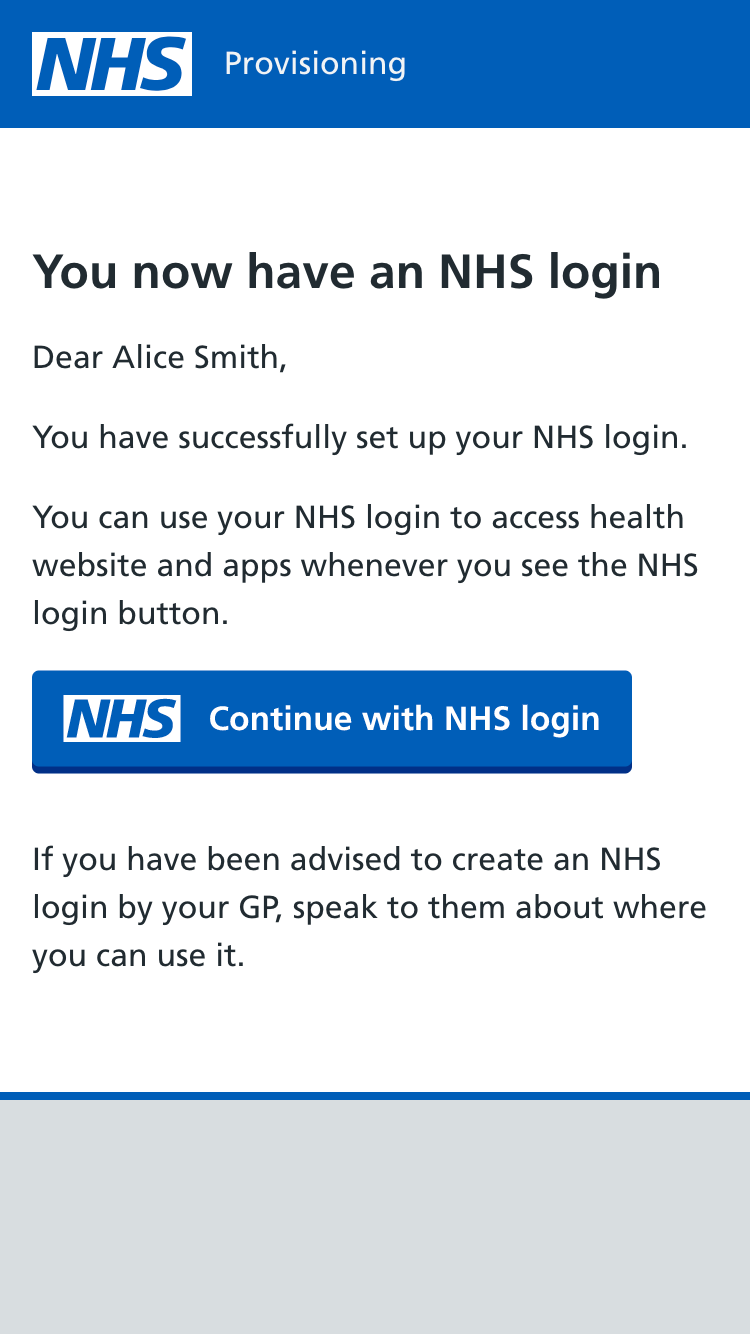 NHS Provisioning
You now have an NHS login
Dear Alice Smith,
You have successfully set up your NHS login.
You can use your NHS login to access health
website and apps whenever you see the NHS
login button.
NHS Continue with NHS login
If you have been advised to create an NHS
login by your GP, speak to them about where
you can use it.